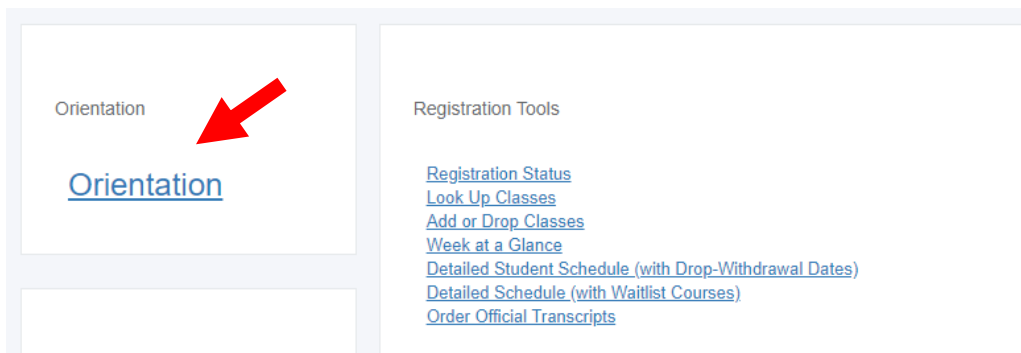 Orientation
Orientation
Registration Tools
Registration Status
Look Up Classes
Add or Drop Classes
Week at a Glance
Detailed Student Schedule (with Drop-Withdrawal Dates)
Detailed Schedule (with Waitlist Courses)
Order Official Transcripts